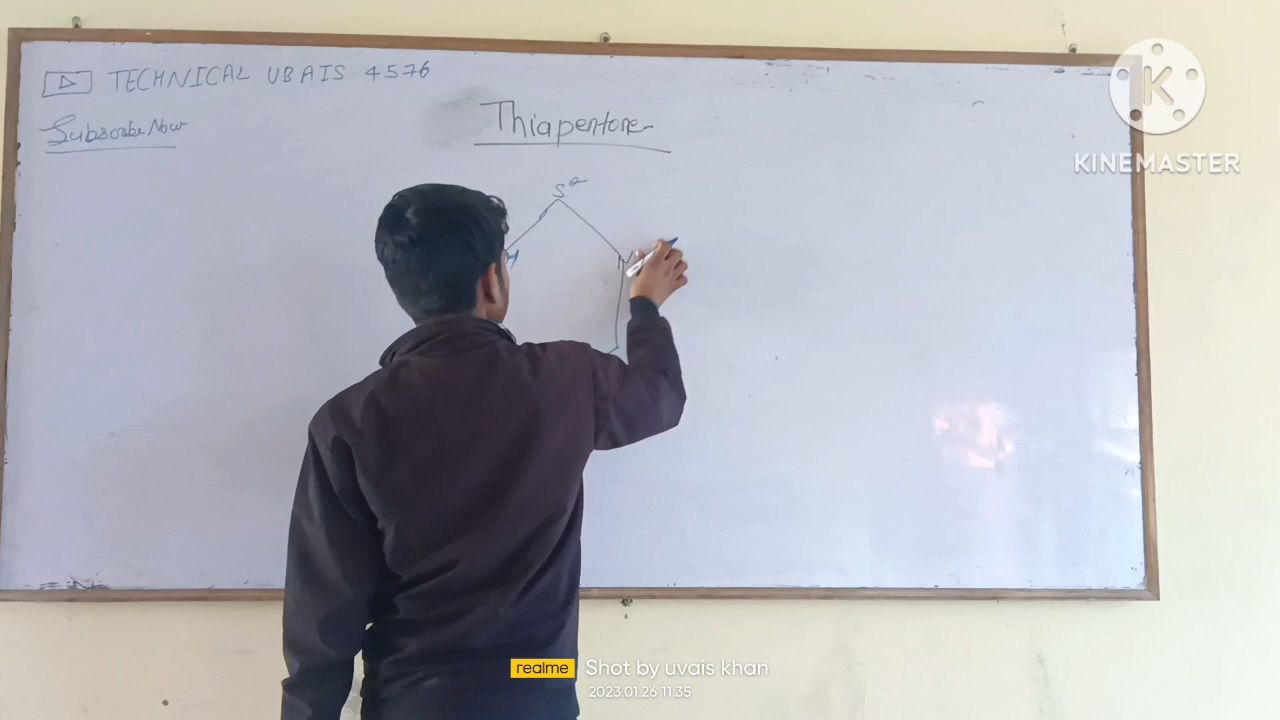 TECHNICAL UBAIS 4576
Subscribe Now
Thiapentone
S
H
N
K
KINEMASTER
realme Shot by uvais khan
2023.01.26 11:35